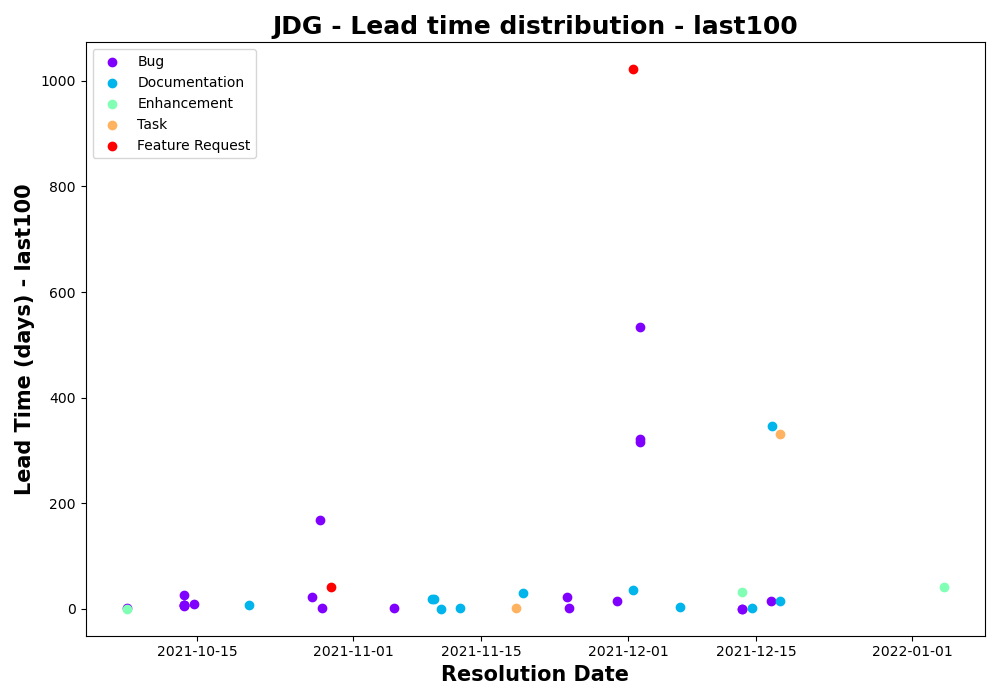 JDG - Lead time distribution - last100
Bug
Documentation
Enhancement
Task
Feature Request
Lead Time (days) - last100
1000
800
600
400
200
0
2021-10-15
2021-11-01
2021-11-15
2021-12-01
2021-12-15
2022-01-01
Resolution Date